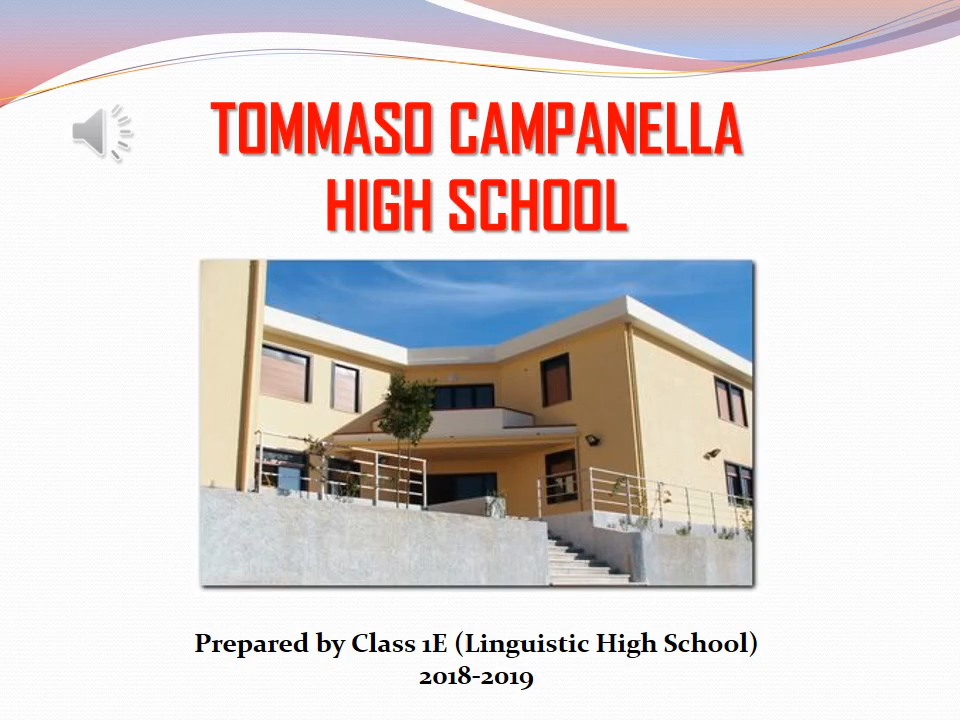 TOMMASO CAMPANELLA
HIGH SCHOOL
Prepared by Class 1E (Linguistic High School)
2018-2019